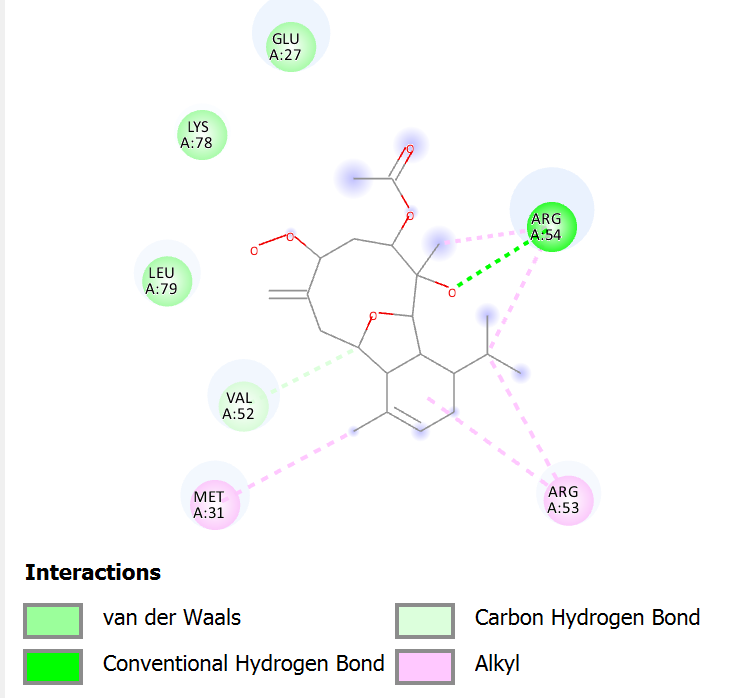 GLU
A:27
LYS
A:78
O
O
ARG
A:54
O
O
LEU
A:79
O
O
VAL
A:52
MET
A:31
ARG
A:53
Interactions
van der Waals
Carbon Hydrogen Bond
Conventional Hydrogen Bond
Alkyl